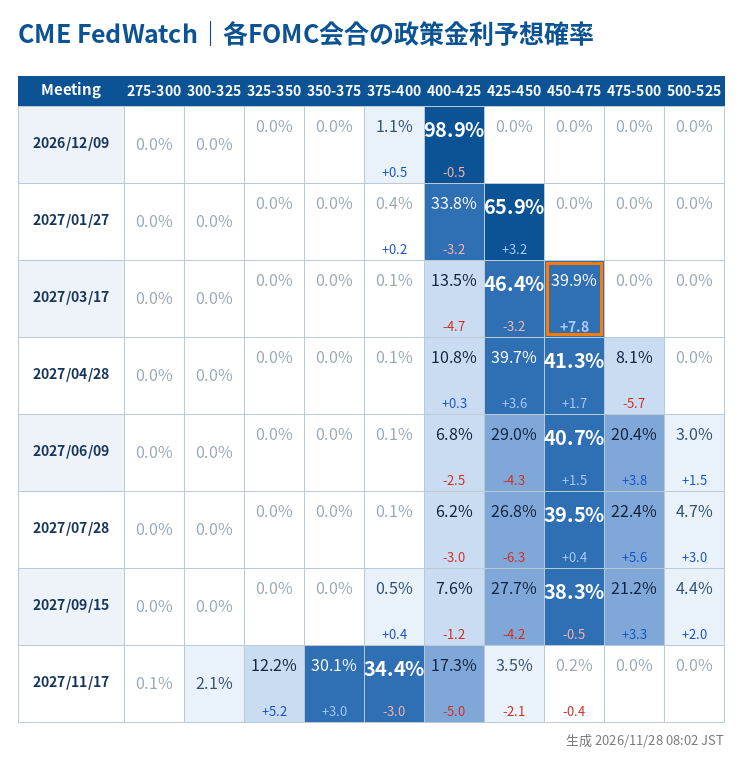 CME FedWatch｜各FOMC会合の政策金利予想確率
Meeting 275-300 300-325 325-350 350-375 375-400 400-425 425-450 450-475 475-500 500-525
2026/12/09 0.0% 0.0% 0.0% 0.0% 1.1% 98.9% 0.0% 0.0% 0.0% 0.0%
+0.5 -0.5
2027/01/27 0.0% 0.0% 0.0% 0.0% 0.4% 33.8% 65.9% 0.0% 0.0% 0.0%
+0.2 -3.2 +3.2
2027/03/17 0.0% 0.0% 0.0% 0.0% 0.1% 13.5% 46.4% 39.9% 0.0% 0.0%
-4.7 -3.2 +7.8
2027/04/28 0.0% 0.0% 0.0% 0.0% 0.1% 10.8% 39.7% 41.3% 8.1% 0.0%
+0.3 +3.6 +1.7 -5.7
2027/06/09 0.0% 0.0% 0.0% 0.0% 0.1% 6.8% 29.0% 40.7% 20.4% 3.0%
-2.5 -4.3 +1.5 +3.8 +1.5
2027/07/28 0.0% 0.0% 0.0% 0.0% 0.1% 6.2% 26.8% 39.5% 22.4% 4.7%
-3.0 -6.3 +0.4 +5.6 +3.0
2027/09/15 0.0% 0.0% 0.0% 0.0% 0.5% 7.6% 27.7% 38.3% 21.2% 4.4%
+0.4 -1.2 -4.2 -0.5 +3.3 +2.0
2027/11/17 0.1% 2.1% 12.2% 30.1% 34.4% 17.3% 3.5% 0.2% 0.0% 0.0%
+5.2 +3.0 -3.0 -5.0 -2.1 -0.4
生成 2026/11/28 08:02 JST